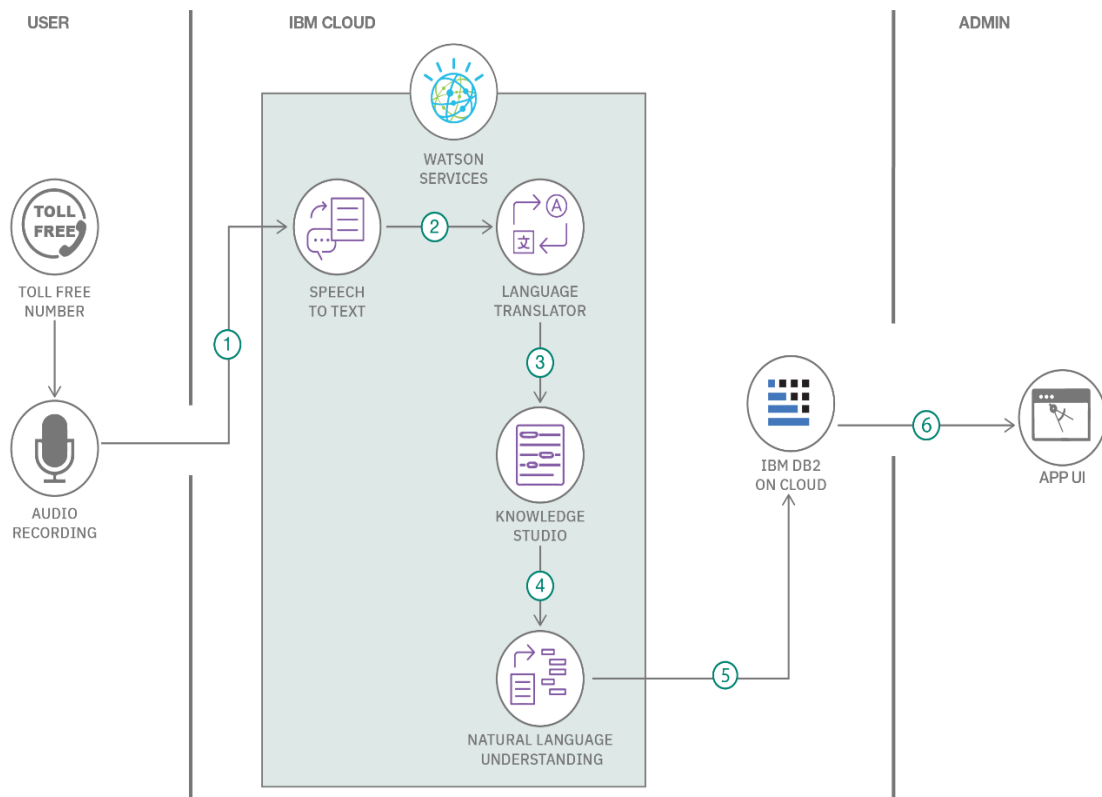 USER
IBM CLOUD
ADMIN
WATSON
SERVICES
TOLL
FREE
TOLL FREE
NUMBER
1
AUDIO
RECORDING
SPEECH
TO TEXT
2
A
文
LANGUAGE
TRANSLATOR
3
KNOWLEDGE
STUDIO
4
NATURAL LANGUAGE
UNDERSTANDING
5
IBM DB2
ON CLOUD
6
APP UI